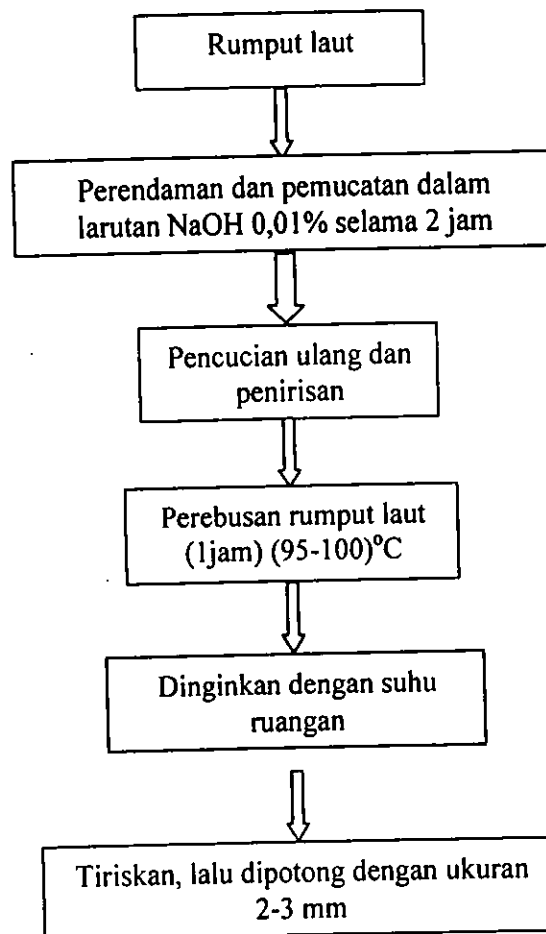 Rumput laut
Perendaman dan pemucatan dalam
larutan NaOH 0,01% selama 2 jam
Pencucian ulang dan
penirisan
Perebusan rumput laut
(1jam) (95-100)°C
Dinginkan dengan suhu
ruangan
Tiriskan, lalu dipotong dengan ukuran
2-3 mm